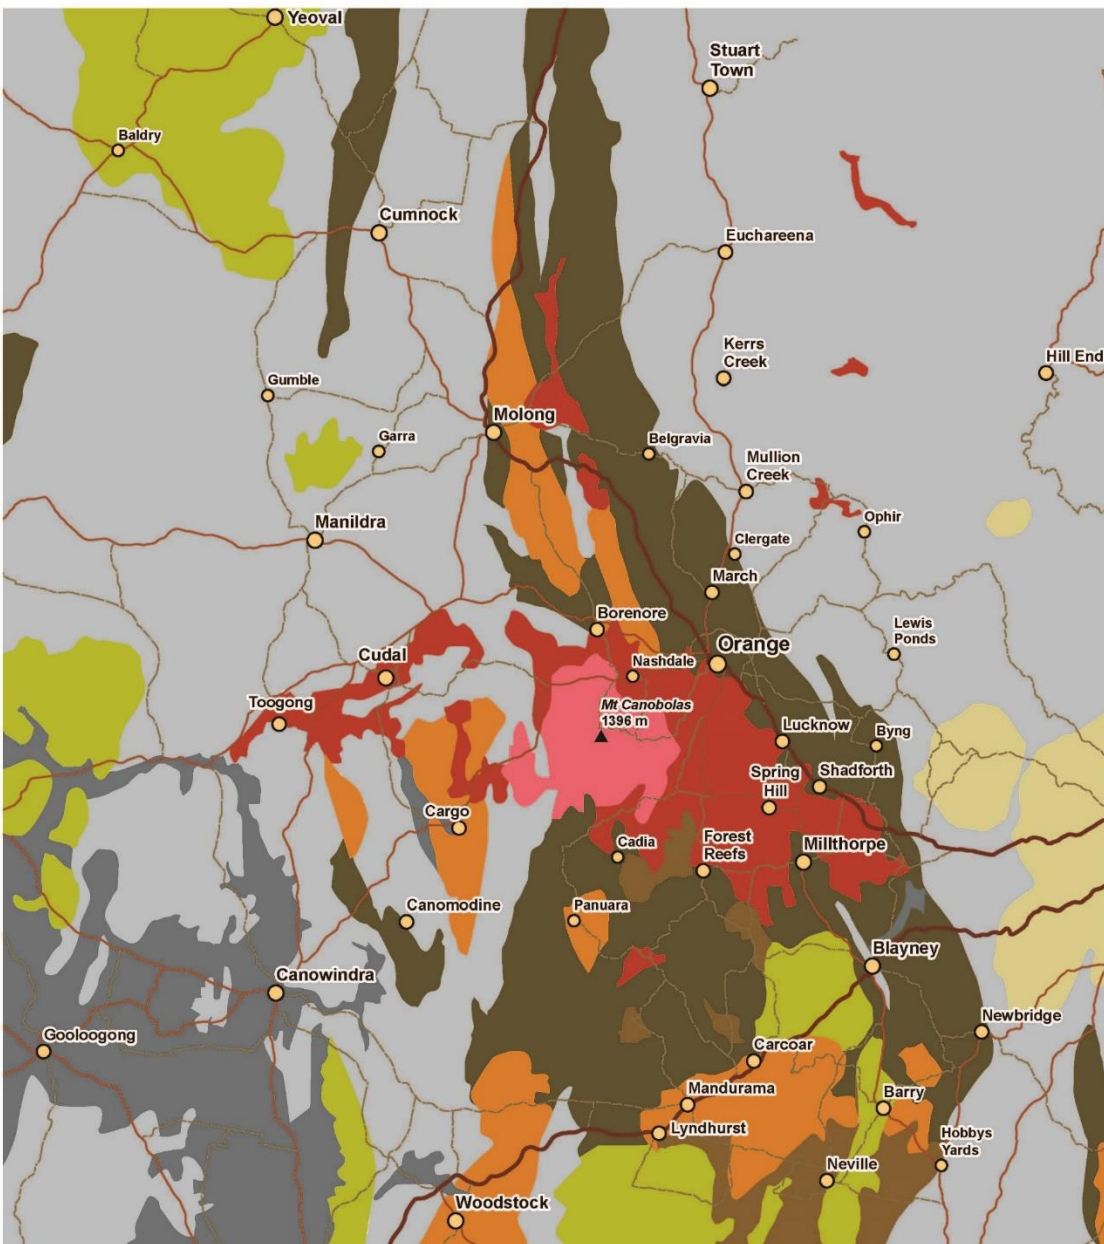 Yeoval
Stuart
Town
Baldry
Cumnock
Euchareena
Kerrs
Creek
Hill End
Gumble
Molong
Garra
Belgravia
Mullion
Creek
Manildra
Ophir
Clergate
March
Borenore
Lewis
Ponds
Orange
Cudal
Nashdale
Toogong
Mt Canobolas
1396 m
Lucknow
Byng
Spring
Hill
Shadforth
Cargo
Cadia
Forest
Reefs
Millthorpe
Canomodine
Panuara
Blayney
Canowindra
Newbridge
Gooloogong
Carcoar
Mandurama
Barry
Lyndhurst
Hobbys
Yards
Neville
Woodstock